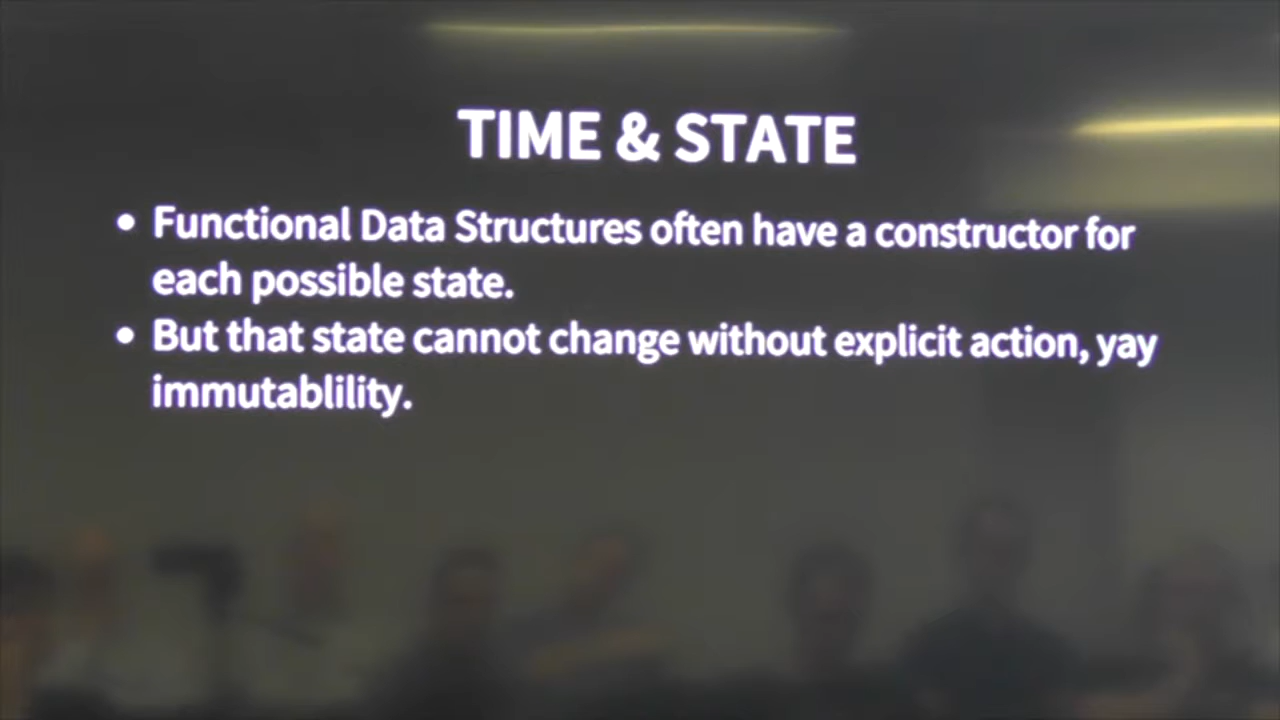 TIME & STATE
• Functional Data Structures often have a constructor for
each possible state.
• But that state cannot change without explicit action, yay
immutablility.